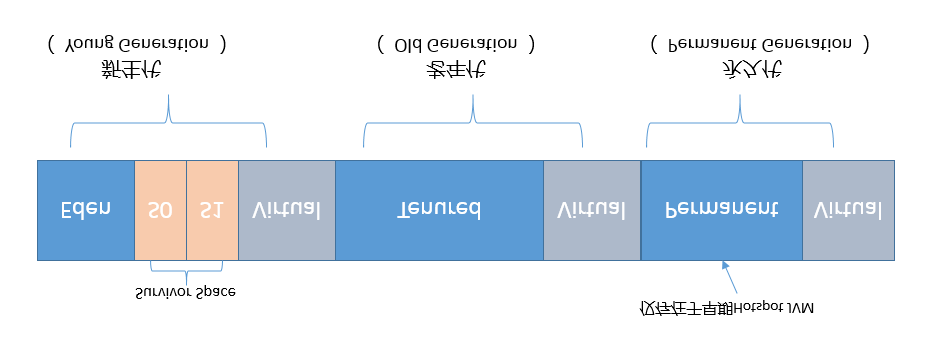 仅存在于早期Hotspot JVM
Survivor Space
Eden
S0
S1
Virtual
Tenured
Virtual
Permanent
Virtual
新生代
( Young Generation )
老年代
( Old Generation )
永久代
( Permanent Generation )